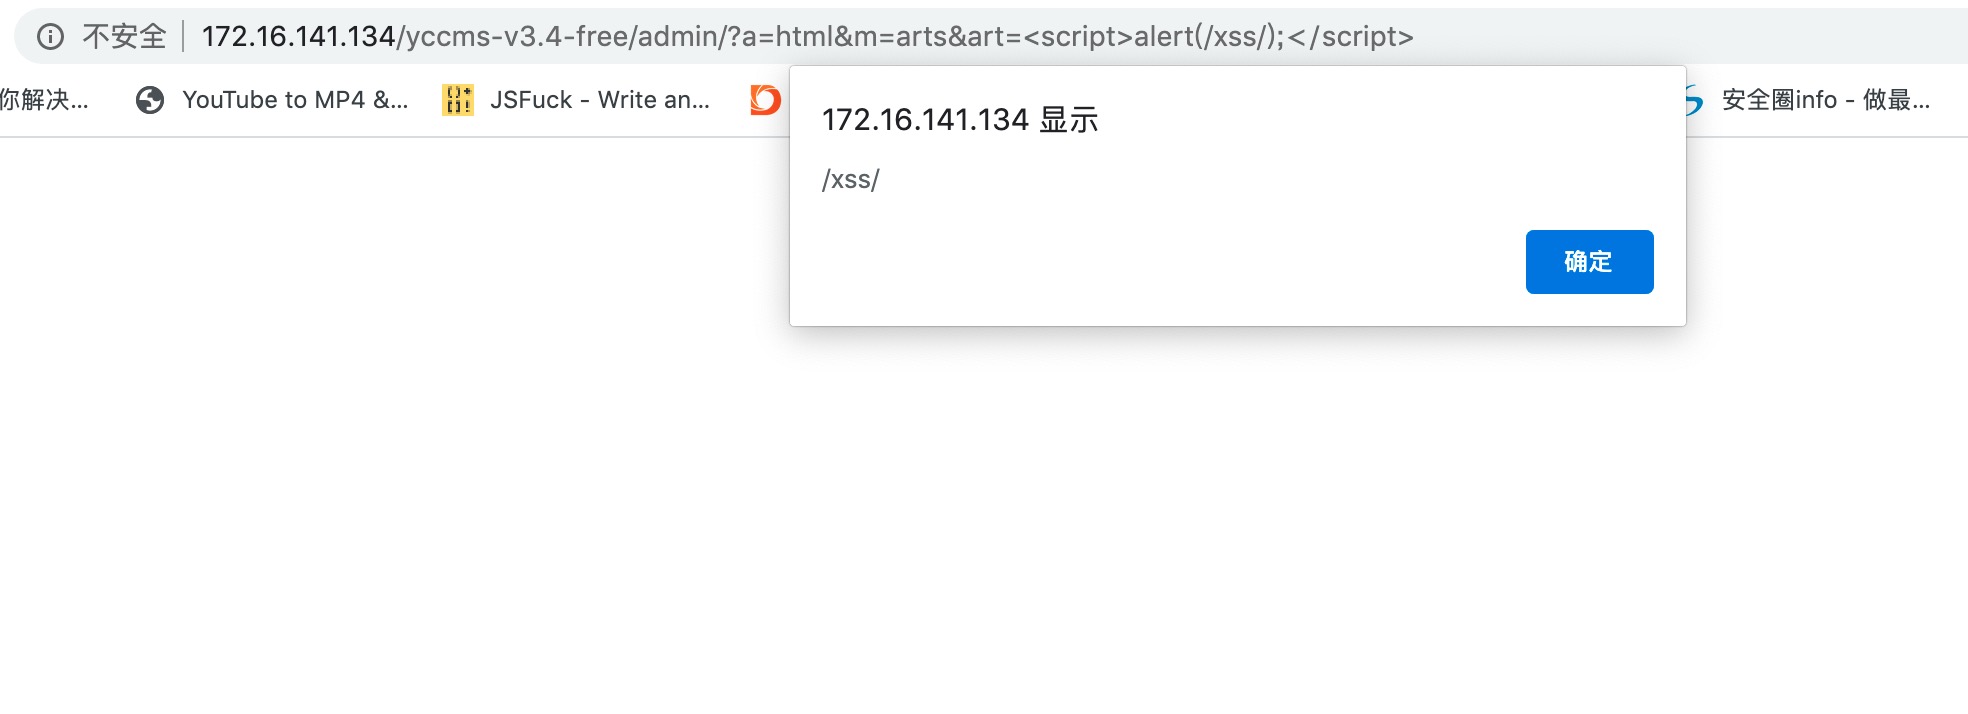 不安全 172.16.141.134/yccms-v3.4-free/admin/?a=html&m=arts&art=<script>alert(/xss/);</script>
你解决... YouTube to MP4 &... JSFuck - Write an... 安全圈info - 做最...
172.16.141.134 显示
/xss/
确定